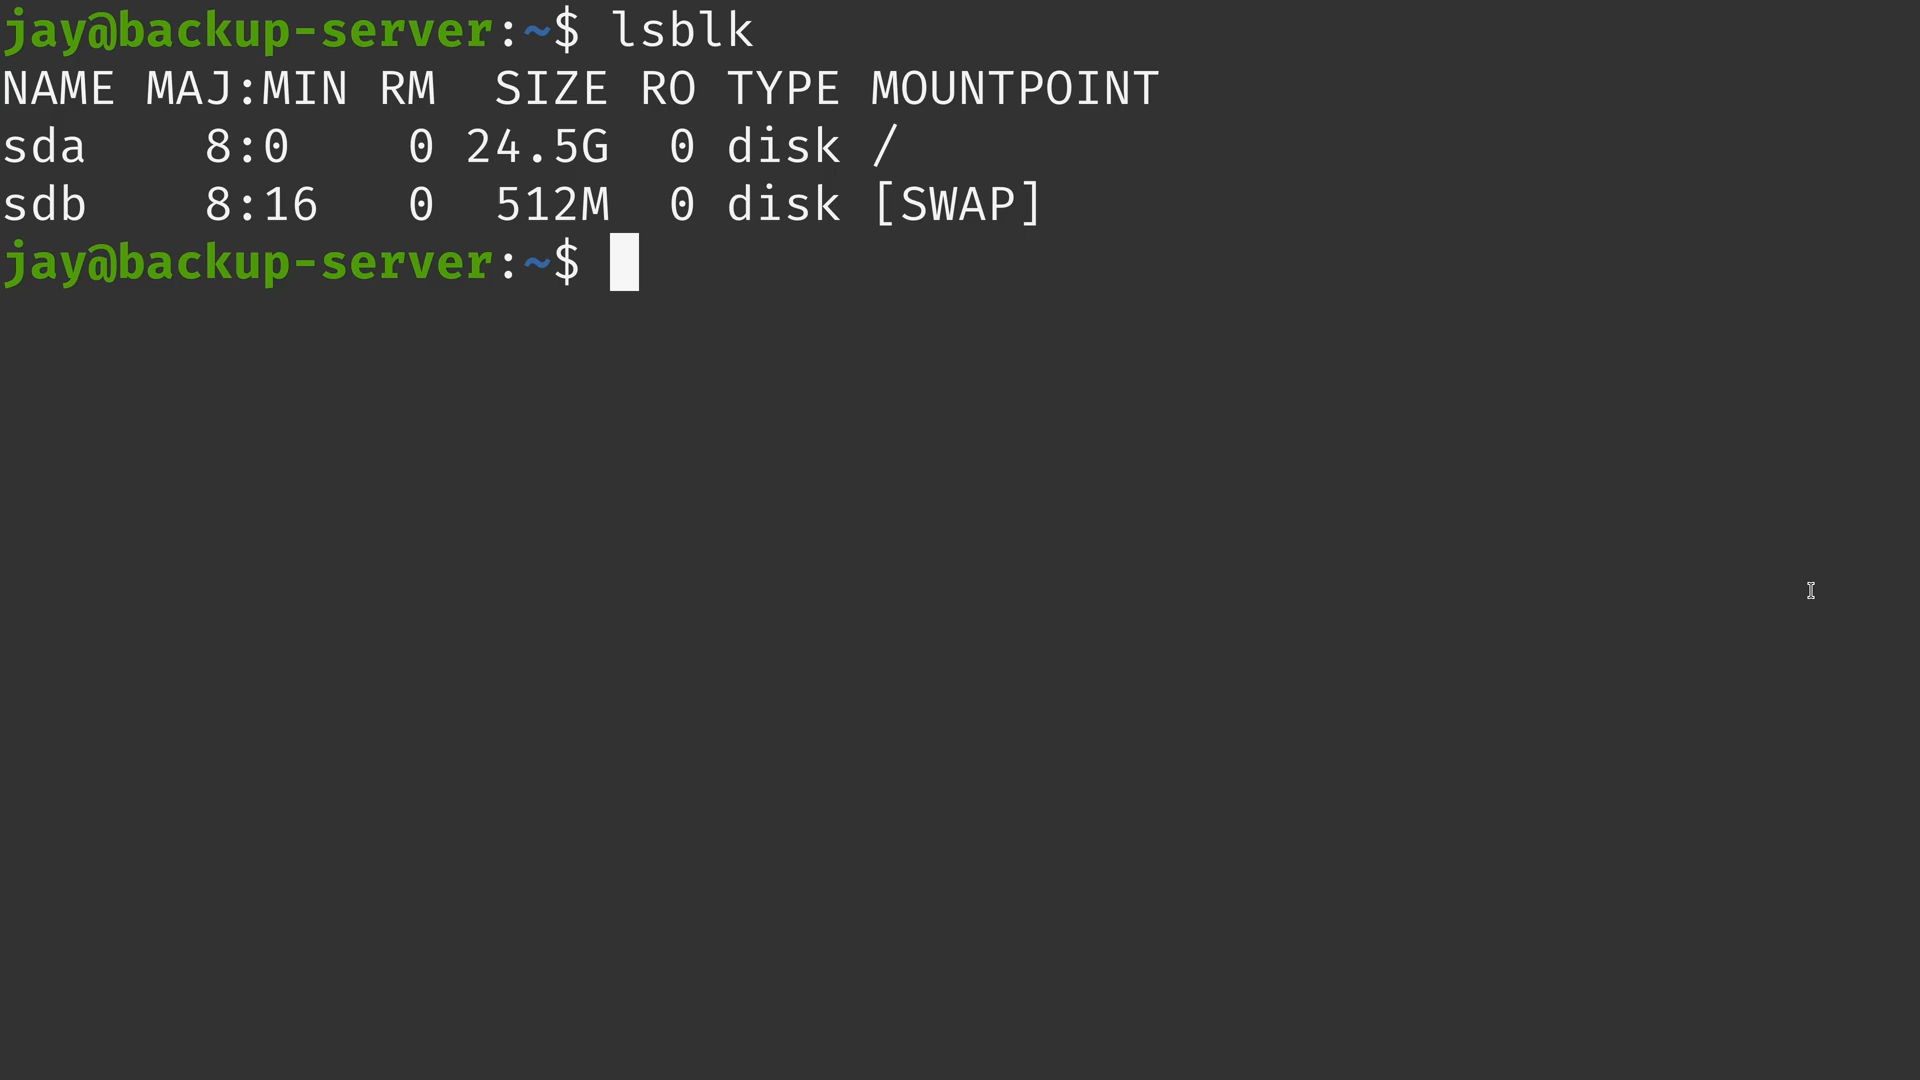 jay@backup-server:~$ lsblk
NAME MAJ:MIN RM  SIZE RO TYPE MOUNTPOINT
sda    8:0    0 24.5G  0 disk /
sdb    8:16   0  512M  0 disk [SWAP]
jay@backup-server:~$